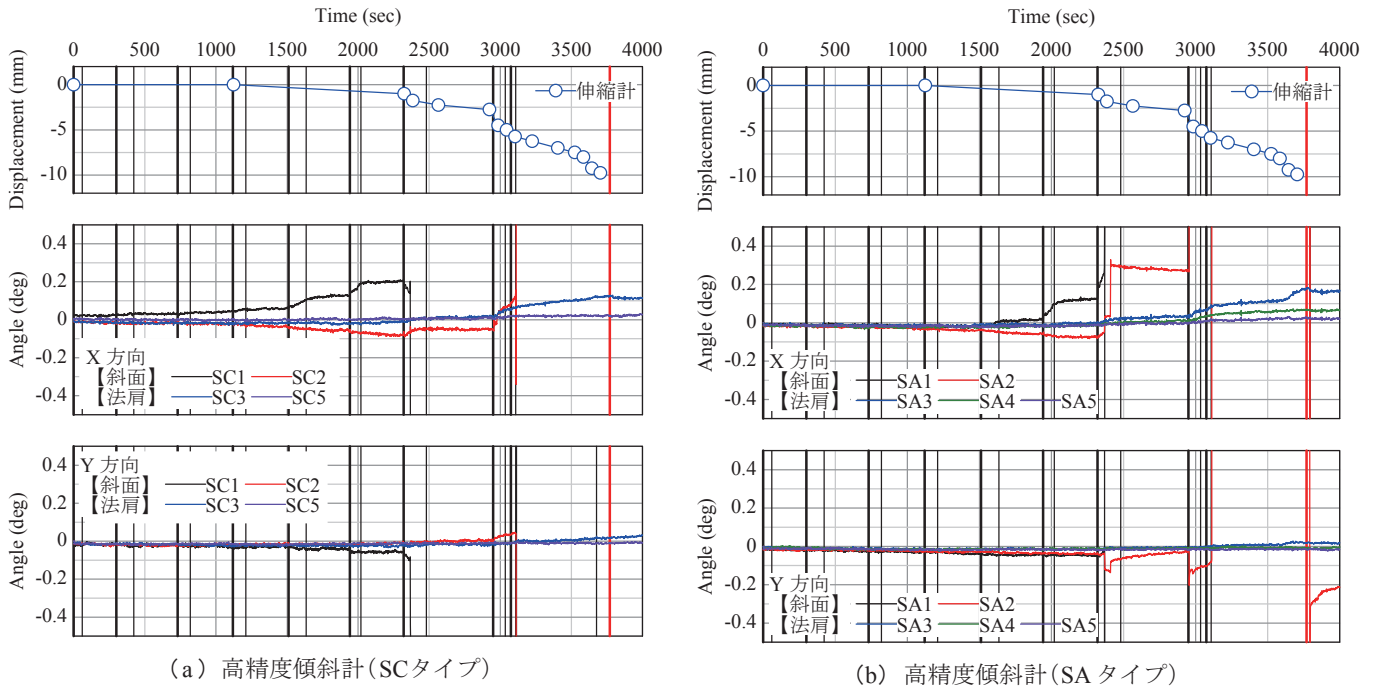 Time (sec)
0 500 1000 1500 2000 2500 3000 3500 4000
Displacement (mm)
0
-5
-10
伸縮計
Angle (deg)
0.4
0.2
0
-0.2
-0.4
X 方向
【斜面】 SC1 SC2
【法肩】 SC3 SC5
Angle (deg)
0.4
0.2
0
-0.2
-0.4
Y 方向
【斜面】 SC1 SC2
【法肩】 SC3 SC5
(a) 高精度傾斜計(SCタイプ)
Time (sec)
0 500 1000 1500 2000 2500 3000 3500 4000
Displacement (mm)
0
-5
-10
伸縮計
Angle (deg)
0.4
0.2
0
-0.2
-0.4
X 方向
【斜面】 SA1 SA2
【法肩】 SA3 SA4 SA5
Angle (deg)
0.4
0.2
0
-0.2
-0.4
Y 方向
【斜面】 SA1 SA2
【法肩】 SA3 SA4 SA5
(b) 高精度傾斜計(SA タイプ)